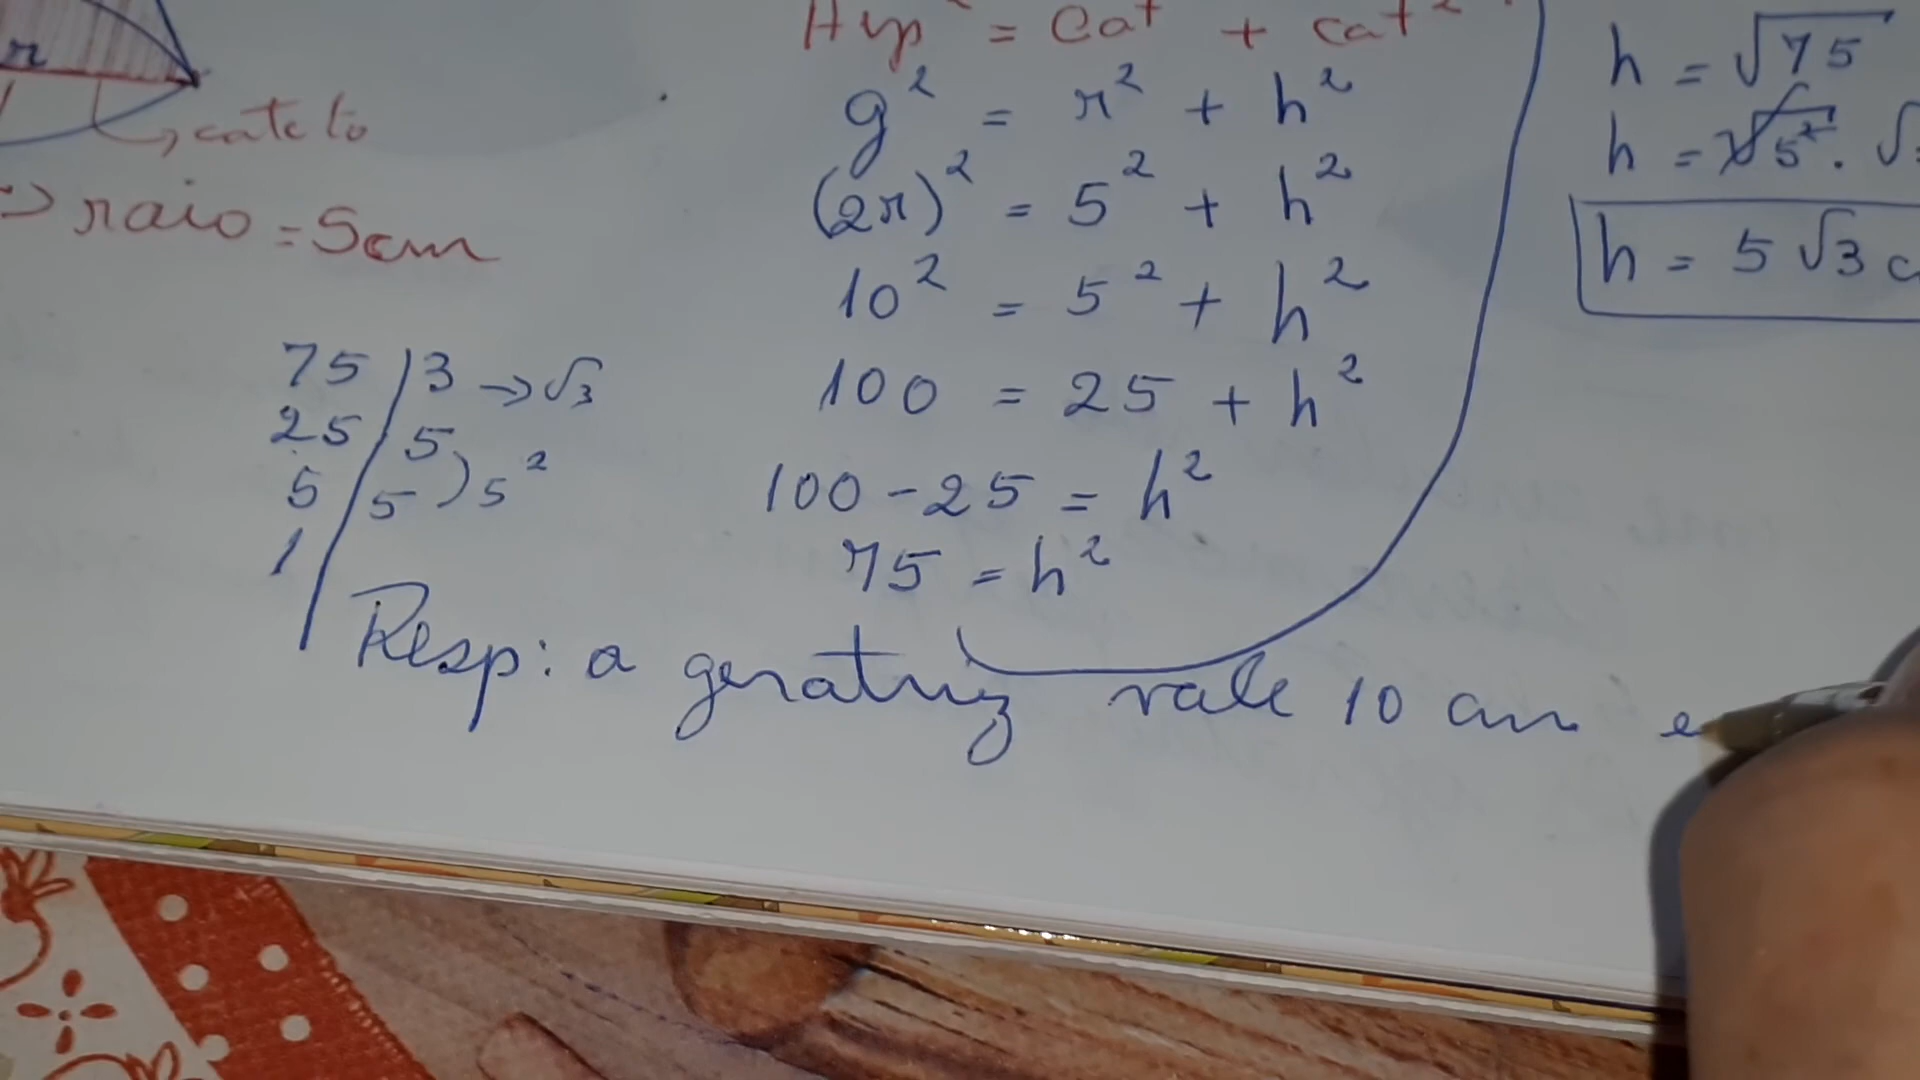 r
cateto
=> raio = 5cm
75 | 3 → √3
25 | 5
5 | 5 ) 5²
1
Hip² = cat² + cat²
g² = r² + h²
(2r)² = 5² + h²
10² = 5² + h²
100 = 25 + h²
100 - 25 = h²
75 = h²
h = √75
h = √5² . √
h = 5√3 c
Resp: a geratriz vale 10 cm e